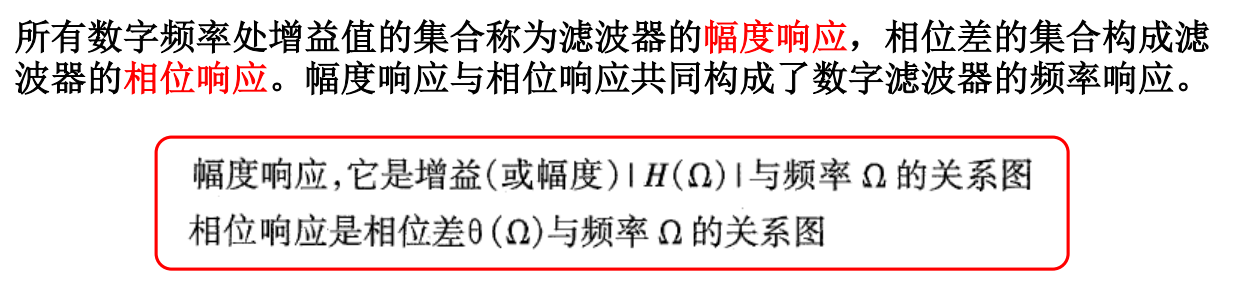 所有数字频率处增益值的集合称为滤波器的幅度响应，相位差的集合构成滤
波器的相位响应。幅度响应与相位响应共同构成了数字滤波器的频率响应。
幅度响应,它是增益(或幅度)|H(Ω)|与频率 Ω 的关系图
相位响应是相位差θ(Ω)与频率 Ω 的关系图